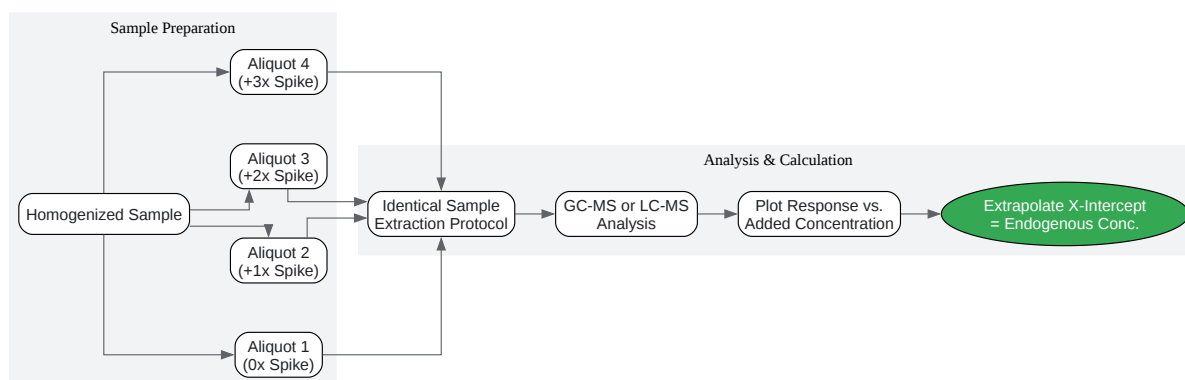 Sample Preparation
Aliquot 4
(+3x Spike)
Aliquot 3
(+2x Spike)
Homogenized Sample
Aliquot 2
(+1x Spike)
Aliquot 1
(0x Spike)
Analysis & Calculation
Identical Sample
Extraction Protocol
GC-MS or LC-MS
Analysis
Plot Response vs.
Added Concentration
Extrapolate X-Intercept
= Endogenous Conc.